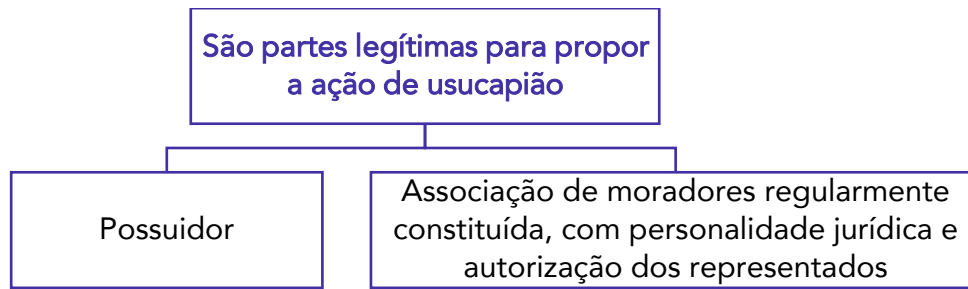 São partes legítimas para propor
a ação de usucapião
Possuidor
Associação de moradores regularmente
constituída, com personalidade jurídica e
autorização dos representados